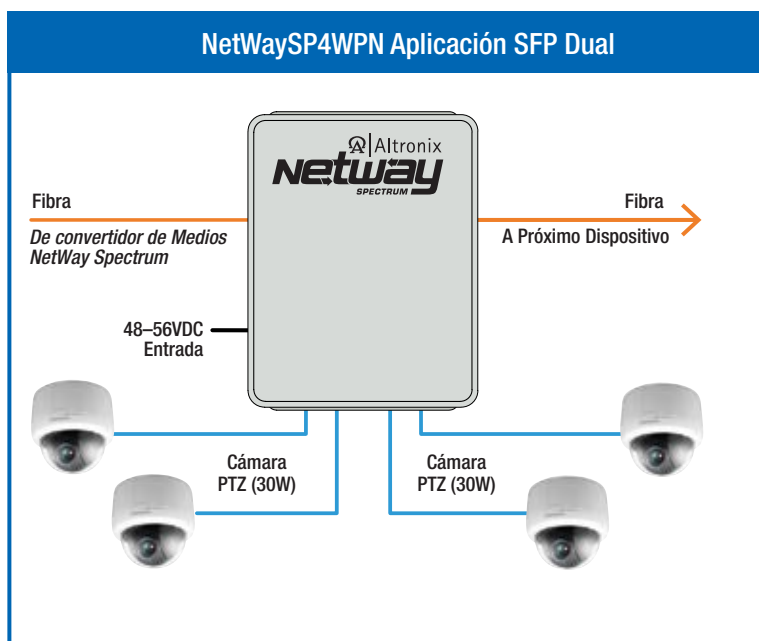 NetWaySP4WPN Aplicación SFP Dual
Altronix
Netway
SPECTRUM
Fibra
De convertidor de Medios
NetWay Spectrum
Fibra
A Próximo Dispositivo
48–56VDC
Entrada
Cámara
PTZ (30W)
Cámara
PTZ (30W)